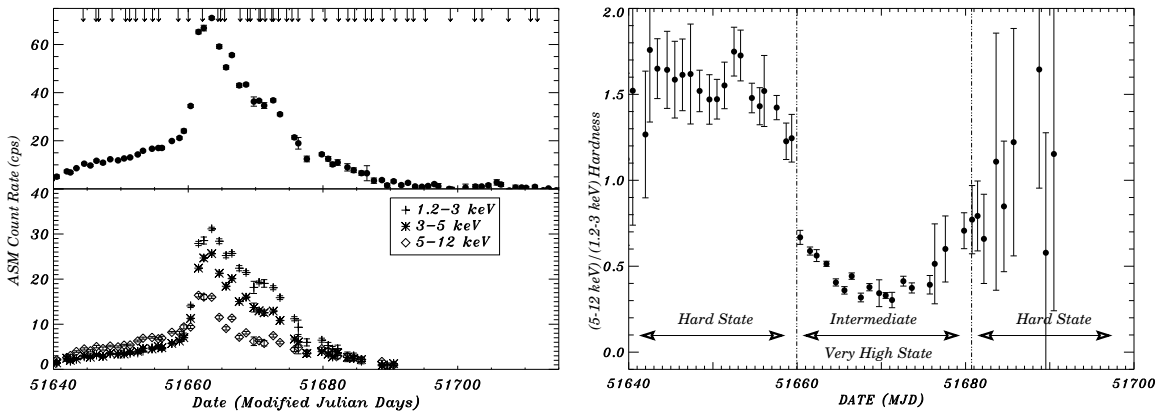 60
40
20
40
30
20
10
0
ASM Count Rate (cps)
+ 1.2-3 keV
3-5 keV
5-12 keV
51640
51660
51680
51700
Date (Modified Julian Days)
2.0
1.5
1.0
0.5
0.0
(5-12 keV)/(1.2-3 keV) Hardness
Hard State
Intermediate
Hard State
Very High State
51640
51660
51680
51700
DATE (MJD)